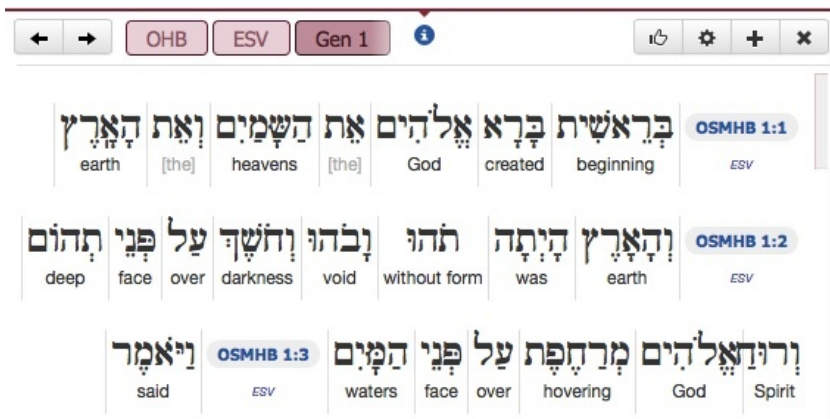 OHB ESV Gen 1
OSMHB 1:1 בְּרֵאשִׁית בָּרָא אֱלֹהִים אֵת הַשָּׁמַיִם וְאֵת הָאָֽרֶץ
ESV beginning created God [the] heavens [the] earth
OSMHB 1:2 וְהָאָרֶץ הָיְתָה תֹהוּ וָבֹהוּ וְחֹשֶׁךְ עַל פְּנֵי תְהוֹם
ESV earth was without form void darkness over face deep
וְרוּחַ אֱלֹהִים מְרַחֶפֶת עַל פְּנֵי הַמָּיִם OSMHB 1:3 וַיֹּאמֶר
Spirit God hovering over face waters ESV said